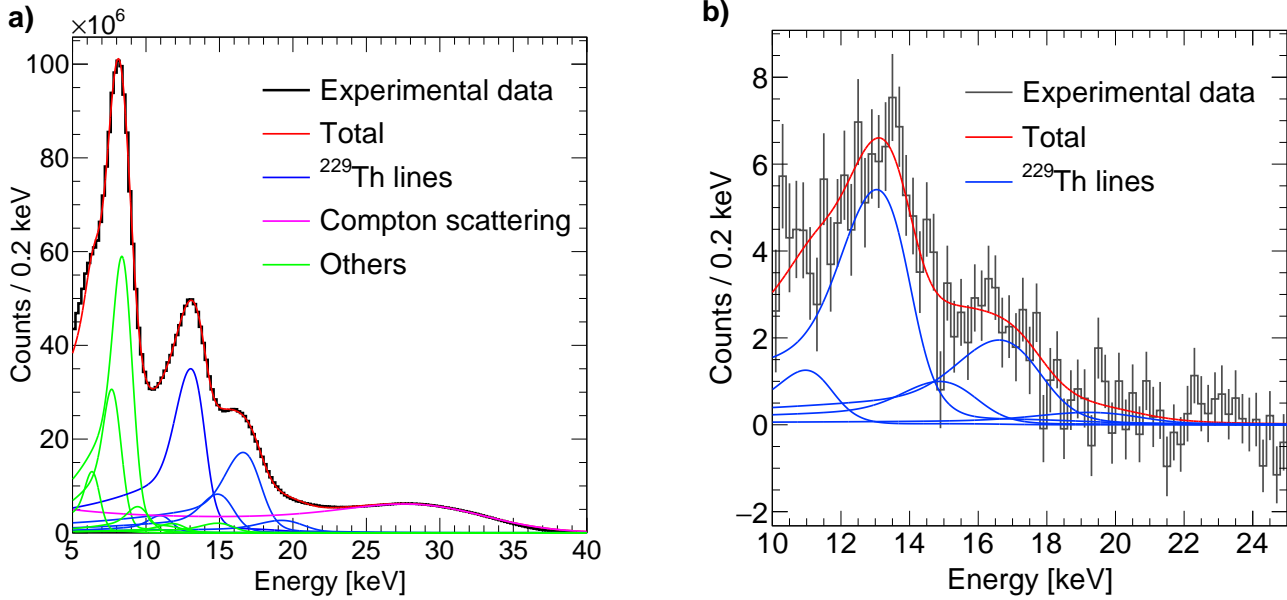 a)
×10⁶
100
80
60
40
20
0
Counts / 0.2 keV
Experimental data
Total
²²⁹Th lines
Compton scattering
Others
5 10 15 20 25 30 35 40
Energy [keV]
b)
8
6
4
2
0
−2
Counts / 0.2 keV
Experimental data
Total
²²⁹Th lines
10 12 14 16 18 20 22 24
Energy [keV]